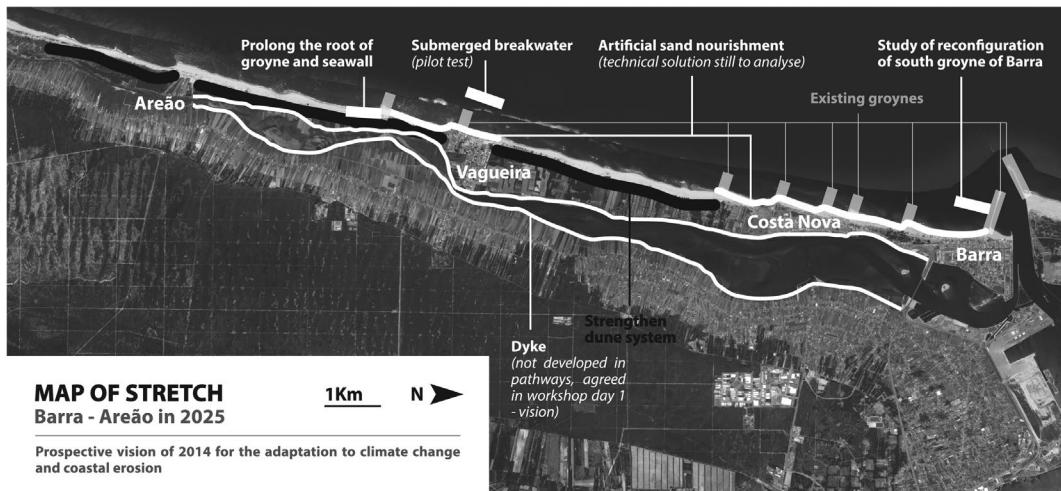 Prolong the root of
groyne and seawall
Submerged breakwater
(pilot test)
Artificial sand nourishment
(technical solution still to analyse)
Study of reconfiguration
of south groyne of Barra
Existing groynes
Areão
Vagueira
Costa Nova
Barra
Strengthen
dune system
Dyke
(not developed in
pathways, agreed
in workshop day 1
- vision)
MAP OF STRETCH
Barra - Areão in 2025
1Km
N
Prospective vision of 2014 for the adaptation to climate change
and coastal erosion